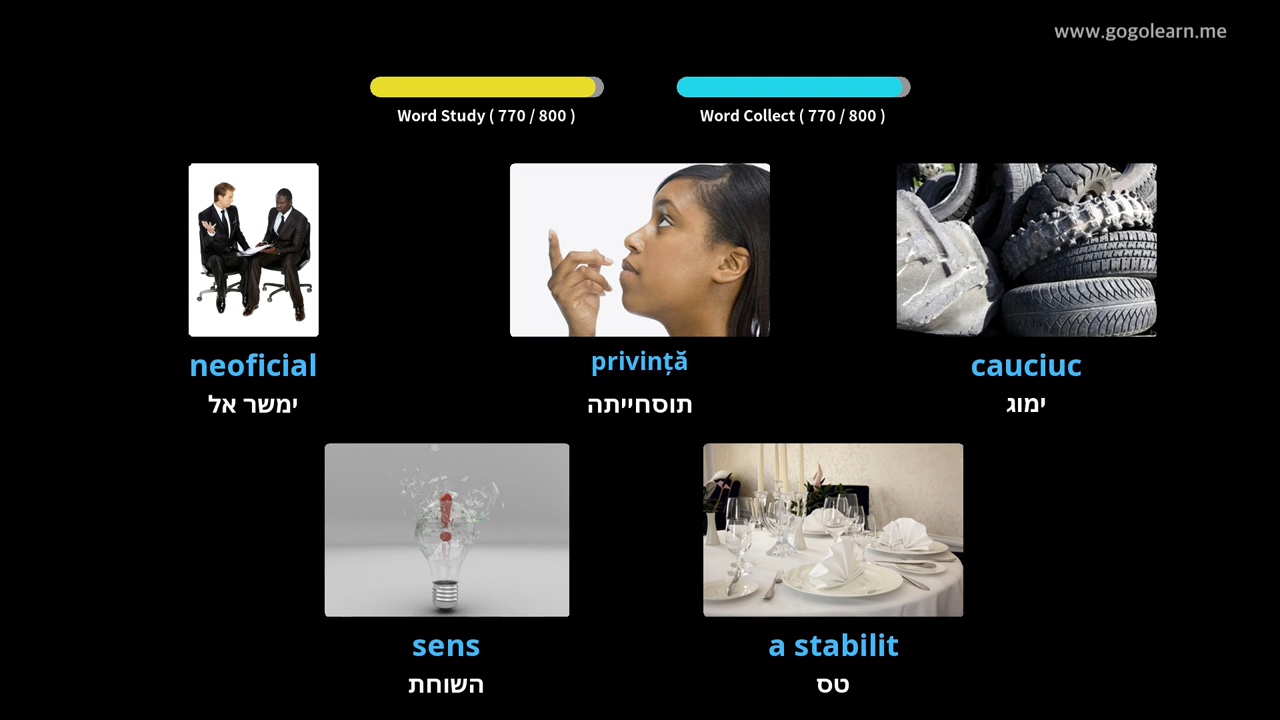 www.gogolearn.me
Word Study ( 770 / 800 )
Word Collect ( 770 / 800 )
neoficial
ימשר אל
privință
תוסחייתה
cauciuc
ימוג
sens
השוחת
a stabilit
טס